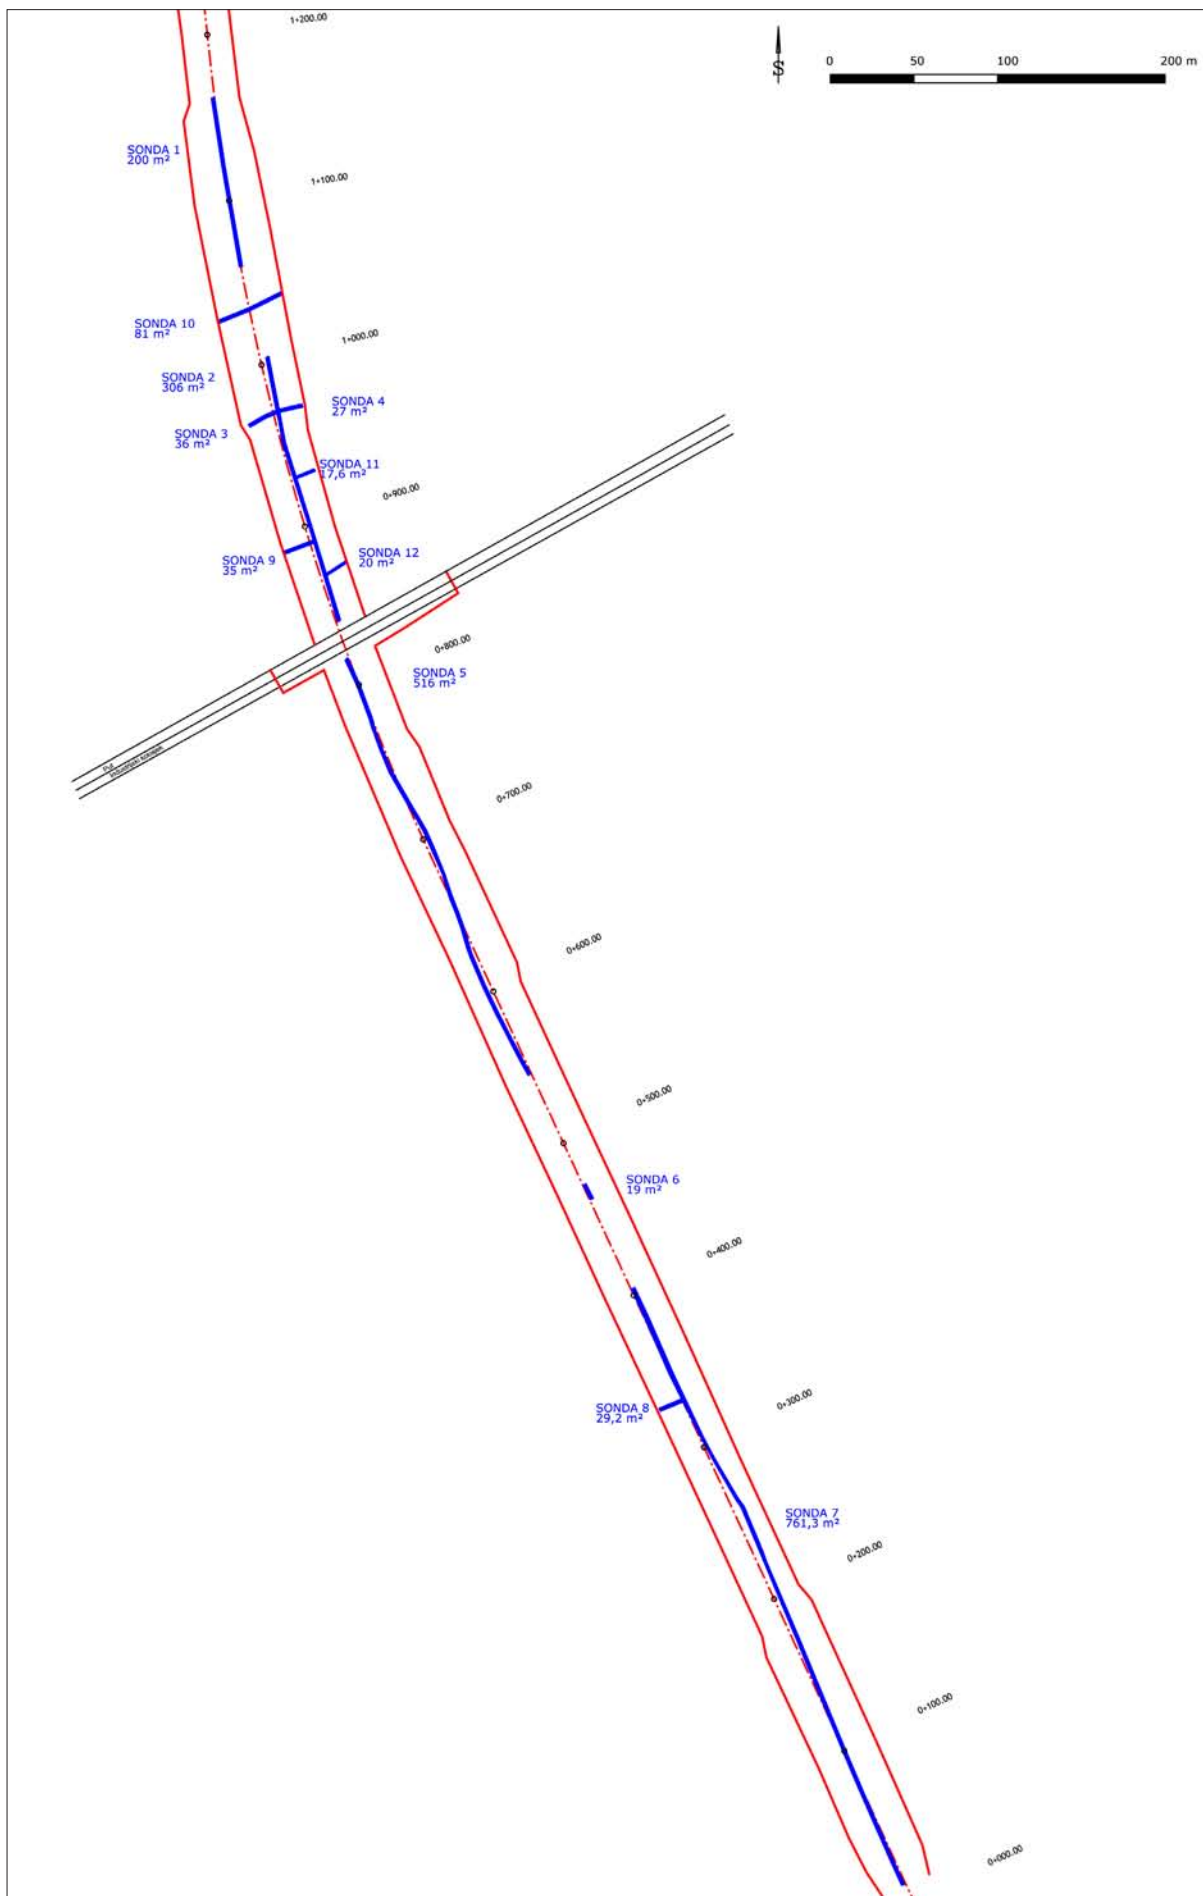 1+200.00
S
0 50 100 200 m
SONDA 1
200 m²
1+100.00
SONDA 10
81 m²
1+000.00
SONDA 2
306 m²
SONDA 4
27 m²
SONDA 3
36 m²
SONDA 11
17,6 m²
0+900.00
SONDA 12
20 m²
SONDA 9
35 m²
0+800.00
SONDA 5
516 m²
Put
Industrijski kolosjek
0+700.00
0+600.00
0+500.00
SONDA 6
19 m²
0+400.00
0+300.00
SONDA 8
29,2 m²
SONDA 7
761,3 m²
0+200.00
0+100.00
0+000.00